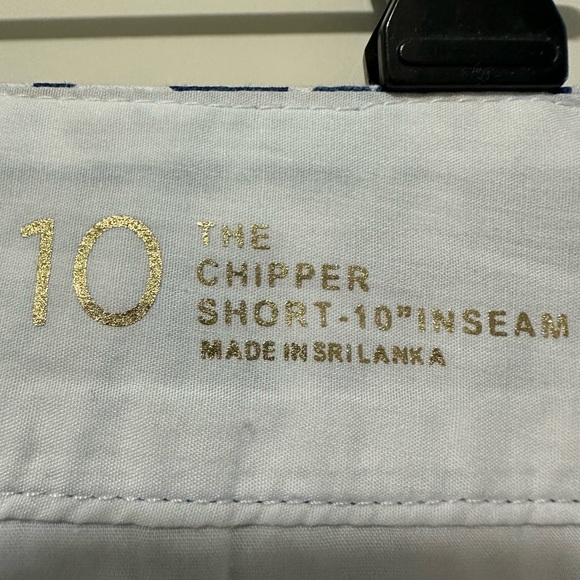 10
THE
CHIPPER
SHORT-10”INSEAM
MADE IN SRI LANKA